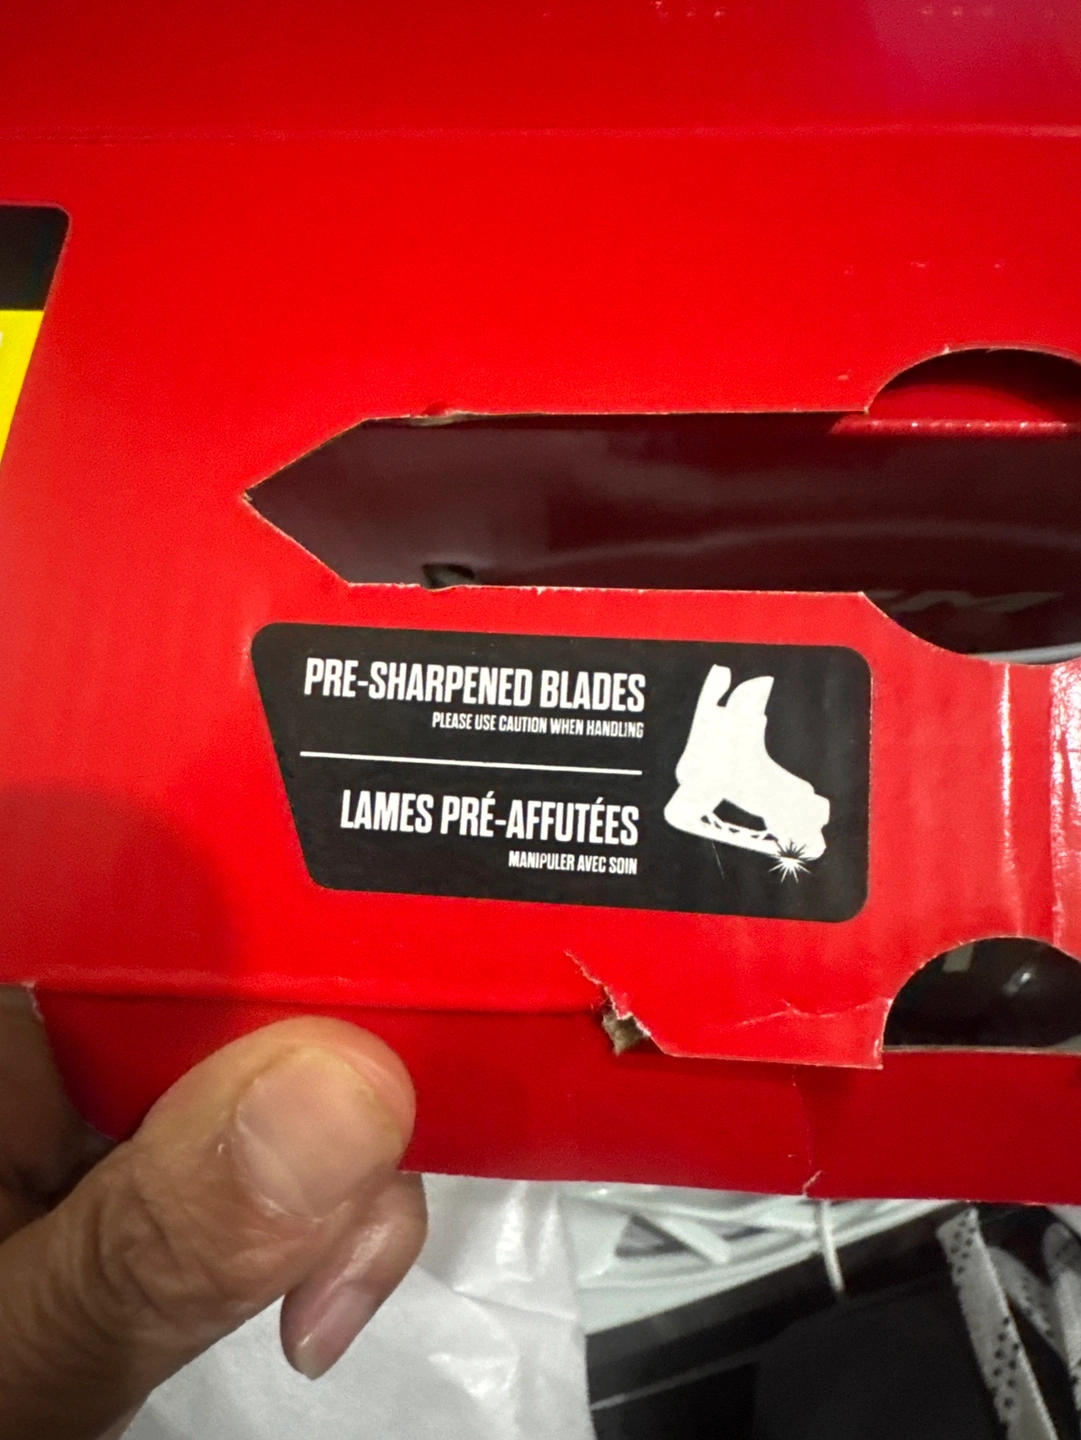 PRE-SHARPENED BLADES
PLEASE USE CAUTION WHEN HANDLING
LAMES PRÉ-AFFUTÉES
MANIPULER AVEC SOIN